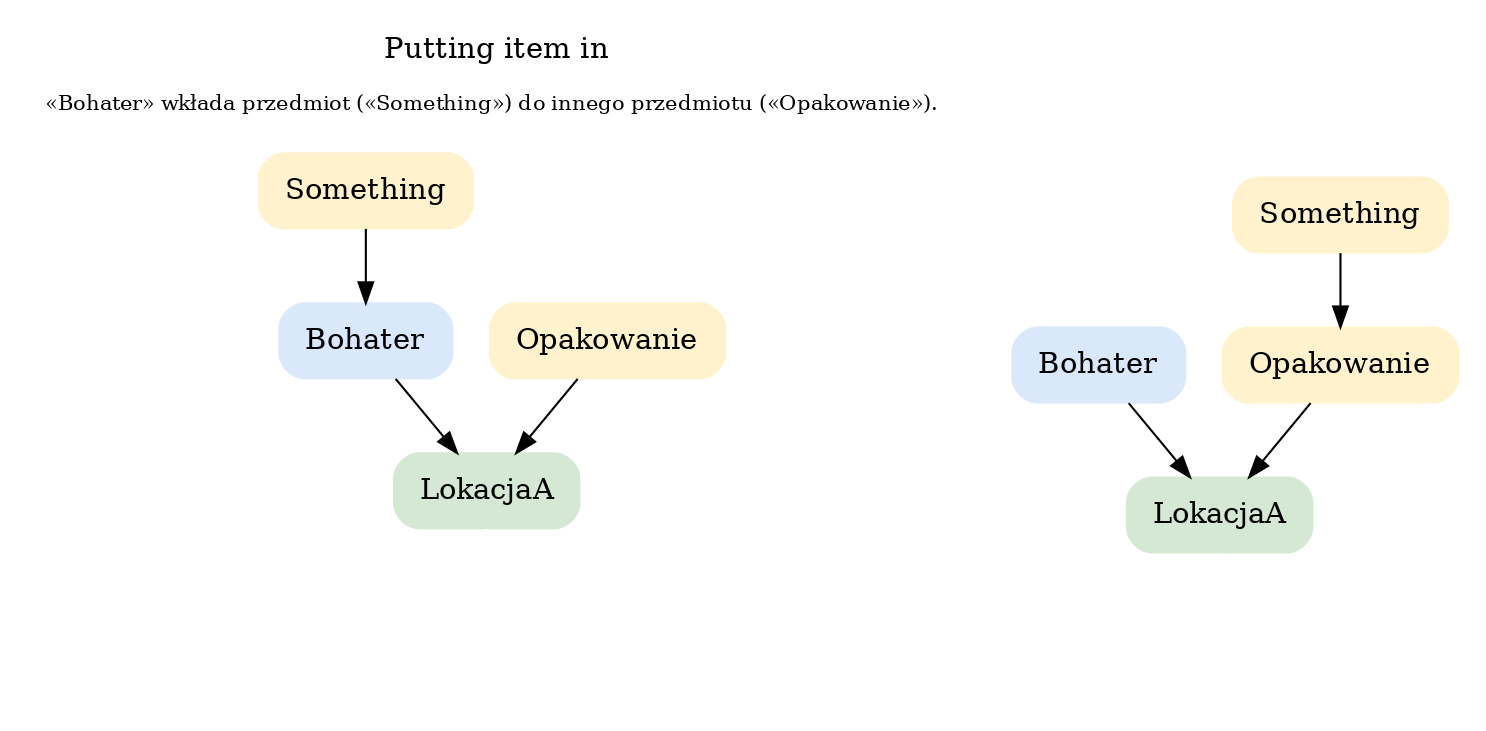 Putting item in
«Bohater» wkłada przedmiot («Something») do innego przedmiotu («Opakowanie»).
Something
Bohater
Opakowanie
LokacjaA
Something
Bohater
Opakowanie
LokacjaA